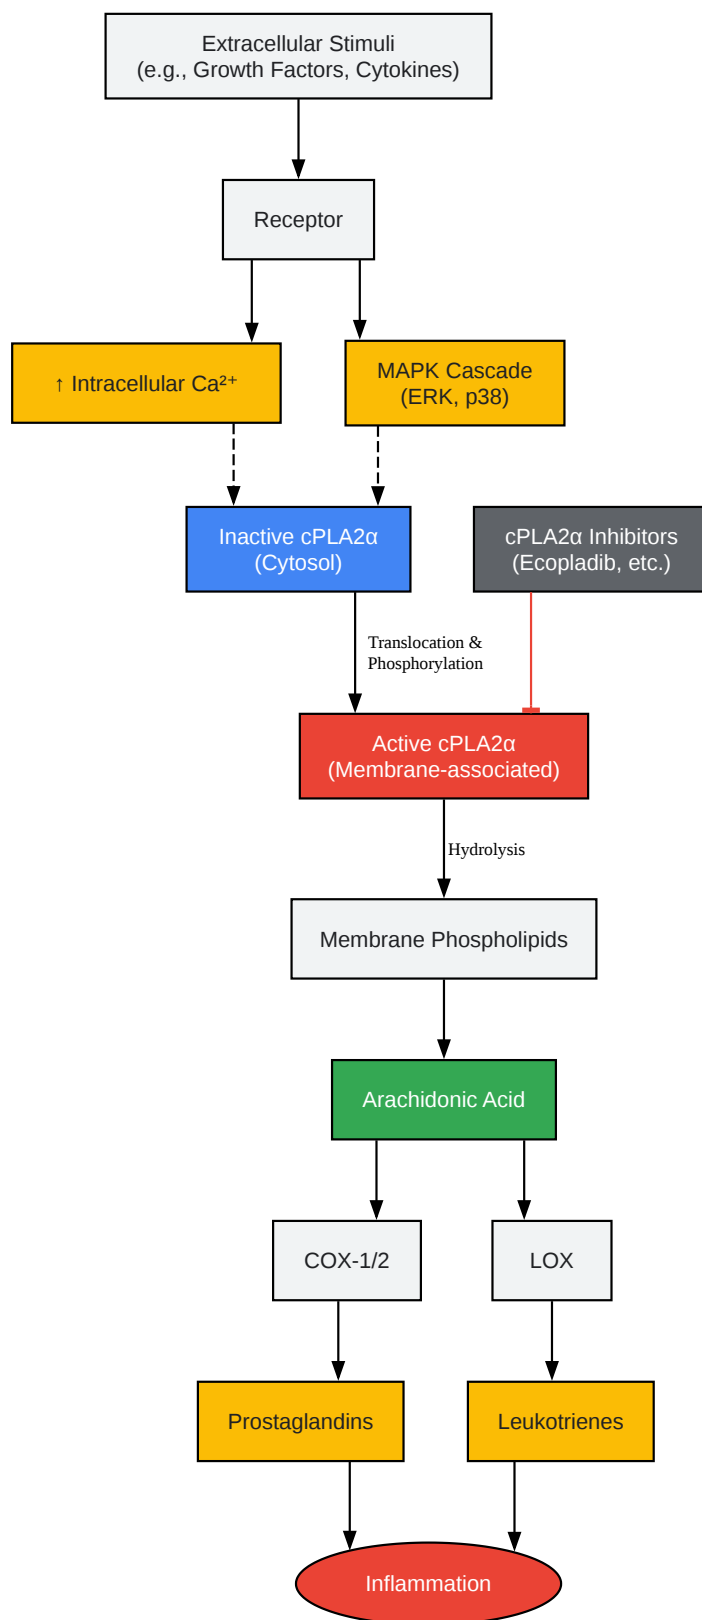 Extracellular Stimuli
(e.g., Growth Factors, Cytokines)
Receptor
↑ Intracellular Ca²⁺
MAPK Cascade
(ERK, p38)
Inactive cPLA2α
(Cytosol)
cPLA2α Inhibitors
(Ecopladib, etc.)
Translocation &
Phosphorylation
Active cPLA2α
(Membrane-associated)
Hydrolysis
Membrane Phospholipids
Arachidonic Acid
COX-1/2
LOX
Prostaglandins
Leukotrienes
Inflammation